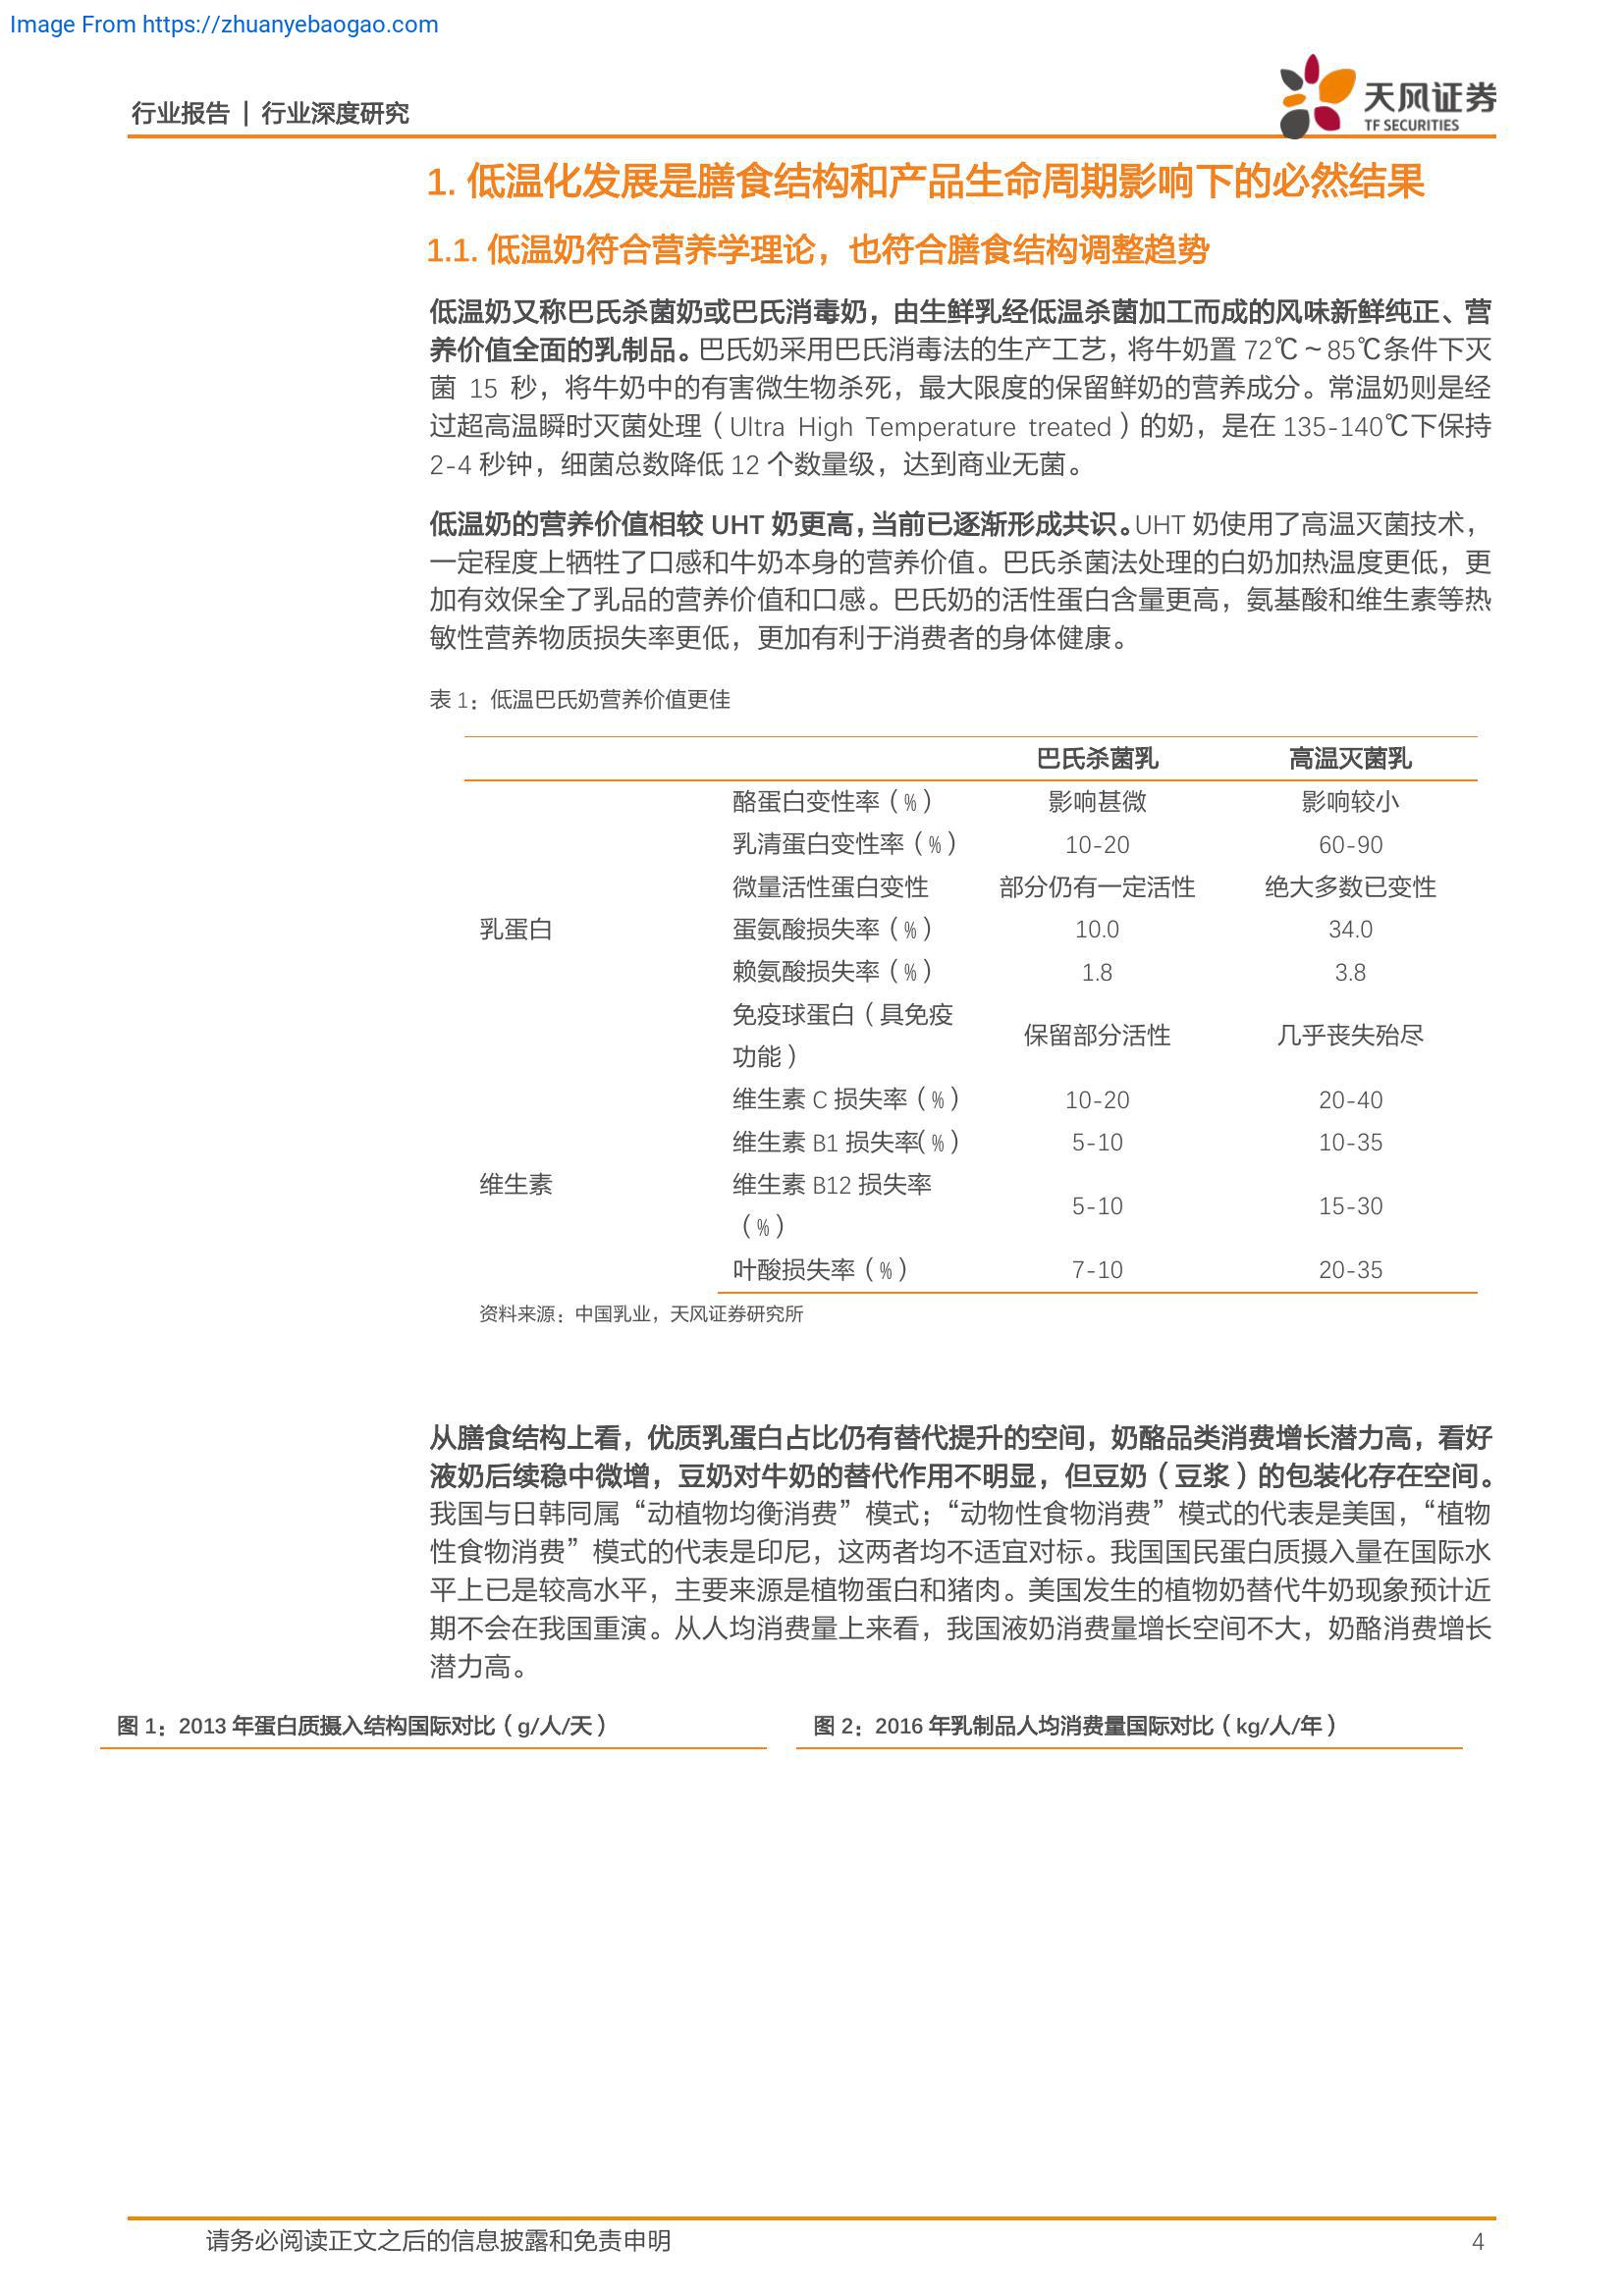 Image From https://zhuanyebaogao.com
行业报告 | 行业深度研究
天风证券
TF SECURITIES
1. 低温化发展是膳食结构和产品生命周期影响下的必然结果
1.1. 低温奶符合营养学理论，也符合膳食结构调整趋势
低温奶又称巴氏杀菌奶或巴氏消毒奶，由生鲜乳经低温杀菌加工而成的风味新鲜纯正、营
养价值全面的乳制品。巴氏奶采用巴氏消毒法的生产工艺，将牛奶置 72℃～85℃条件下灭
菌 15 秒，将牛奶中的有害微生物杀死，最大限度的保留鲜奶的营养成分。常温奶则是经
过超高温瞬时灭菌处理（Ultra High Temperature treated）的奶，是在 135-140℃下保持
2-4 秒钟，细菌总数降低 12 个数量级，达到商业无菌。
低温奶的营养价值相较 UHT 奶更高，当前已逐渐形成共识。UHT 奶使用了高温灭菌技术，
一定程度上牺牲了口感和牛奶本身的营养价值。巴氏杀菌法处理的白奶加热温度更低，更
加有效保全了乳品的营养价值和口感。巴氏奶的活性蛋白含量更高，氨基酸和维生素等热
敏性营养物质损失率更低，更加有利于消费者的身体健康。
表 1：低温巴氏奶营养价值更佳
巴氏杀菌乳 高温灭菌乳
酪蛋白变性率（%） 影响甚微 影响较小
乳清蛋白变性率（%） 10-20 60-90
微量活性蛋白变性 部分仍有一定活性 绝大多数已变性
乳蛋白 蛋氨酸损失率（%） 10.0 34.0
赖氨酸损失率（%） 1.8 3.8
免疫球蛋白（具免疫
功能） 保留部分活性 几乎丧失殆尽
维生素 C 损失率（%） 10-20 20-40
维生素 B1 损失率（%） 5-10 10-35
维生素 维生素 B12 损失率
（%） 5-10 15-30
叶酸损失率（%） 7-10 20-35
资料来源：中国乳业，天风证券研究所
从膳食结构上看，优质乳蛋白占比仍有替代提升的空间，奶酪品类消费增长潜力高，看好
液奶后续稳中微增，豆奶对牛奶的替代作用不明显，但豆奶（豆浆）的包装化存在空间。
我国与日韩同属“动植物均衡消费”模式；“动物性食物消费”模式的代表是美国，“植物
性食物消费”模式的代表是印尼，这两者均不适宜对标。我国国民蛋白质摄入量在国际水
平上已是较高水平，主要来源是植物蛋白和猪肉。美国发生的植物奶替代牛奶现象预计近
期不会在我国重演。从人均消费量上来看，我国液奶消费量增长空间不大，奶酪消费增长
潜力高。
图 1：2013 年蛋白质摄入结构国际对比（g/人/天） 图 2：2016 年乳制品人均消费量国际对比（kg/人/年）
请务必阅读正文之后的信息披露和免责申明 4